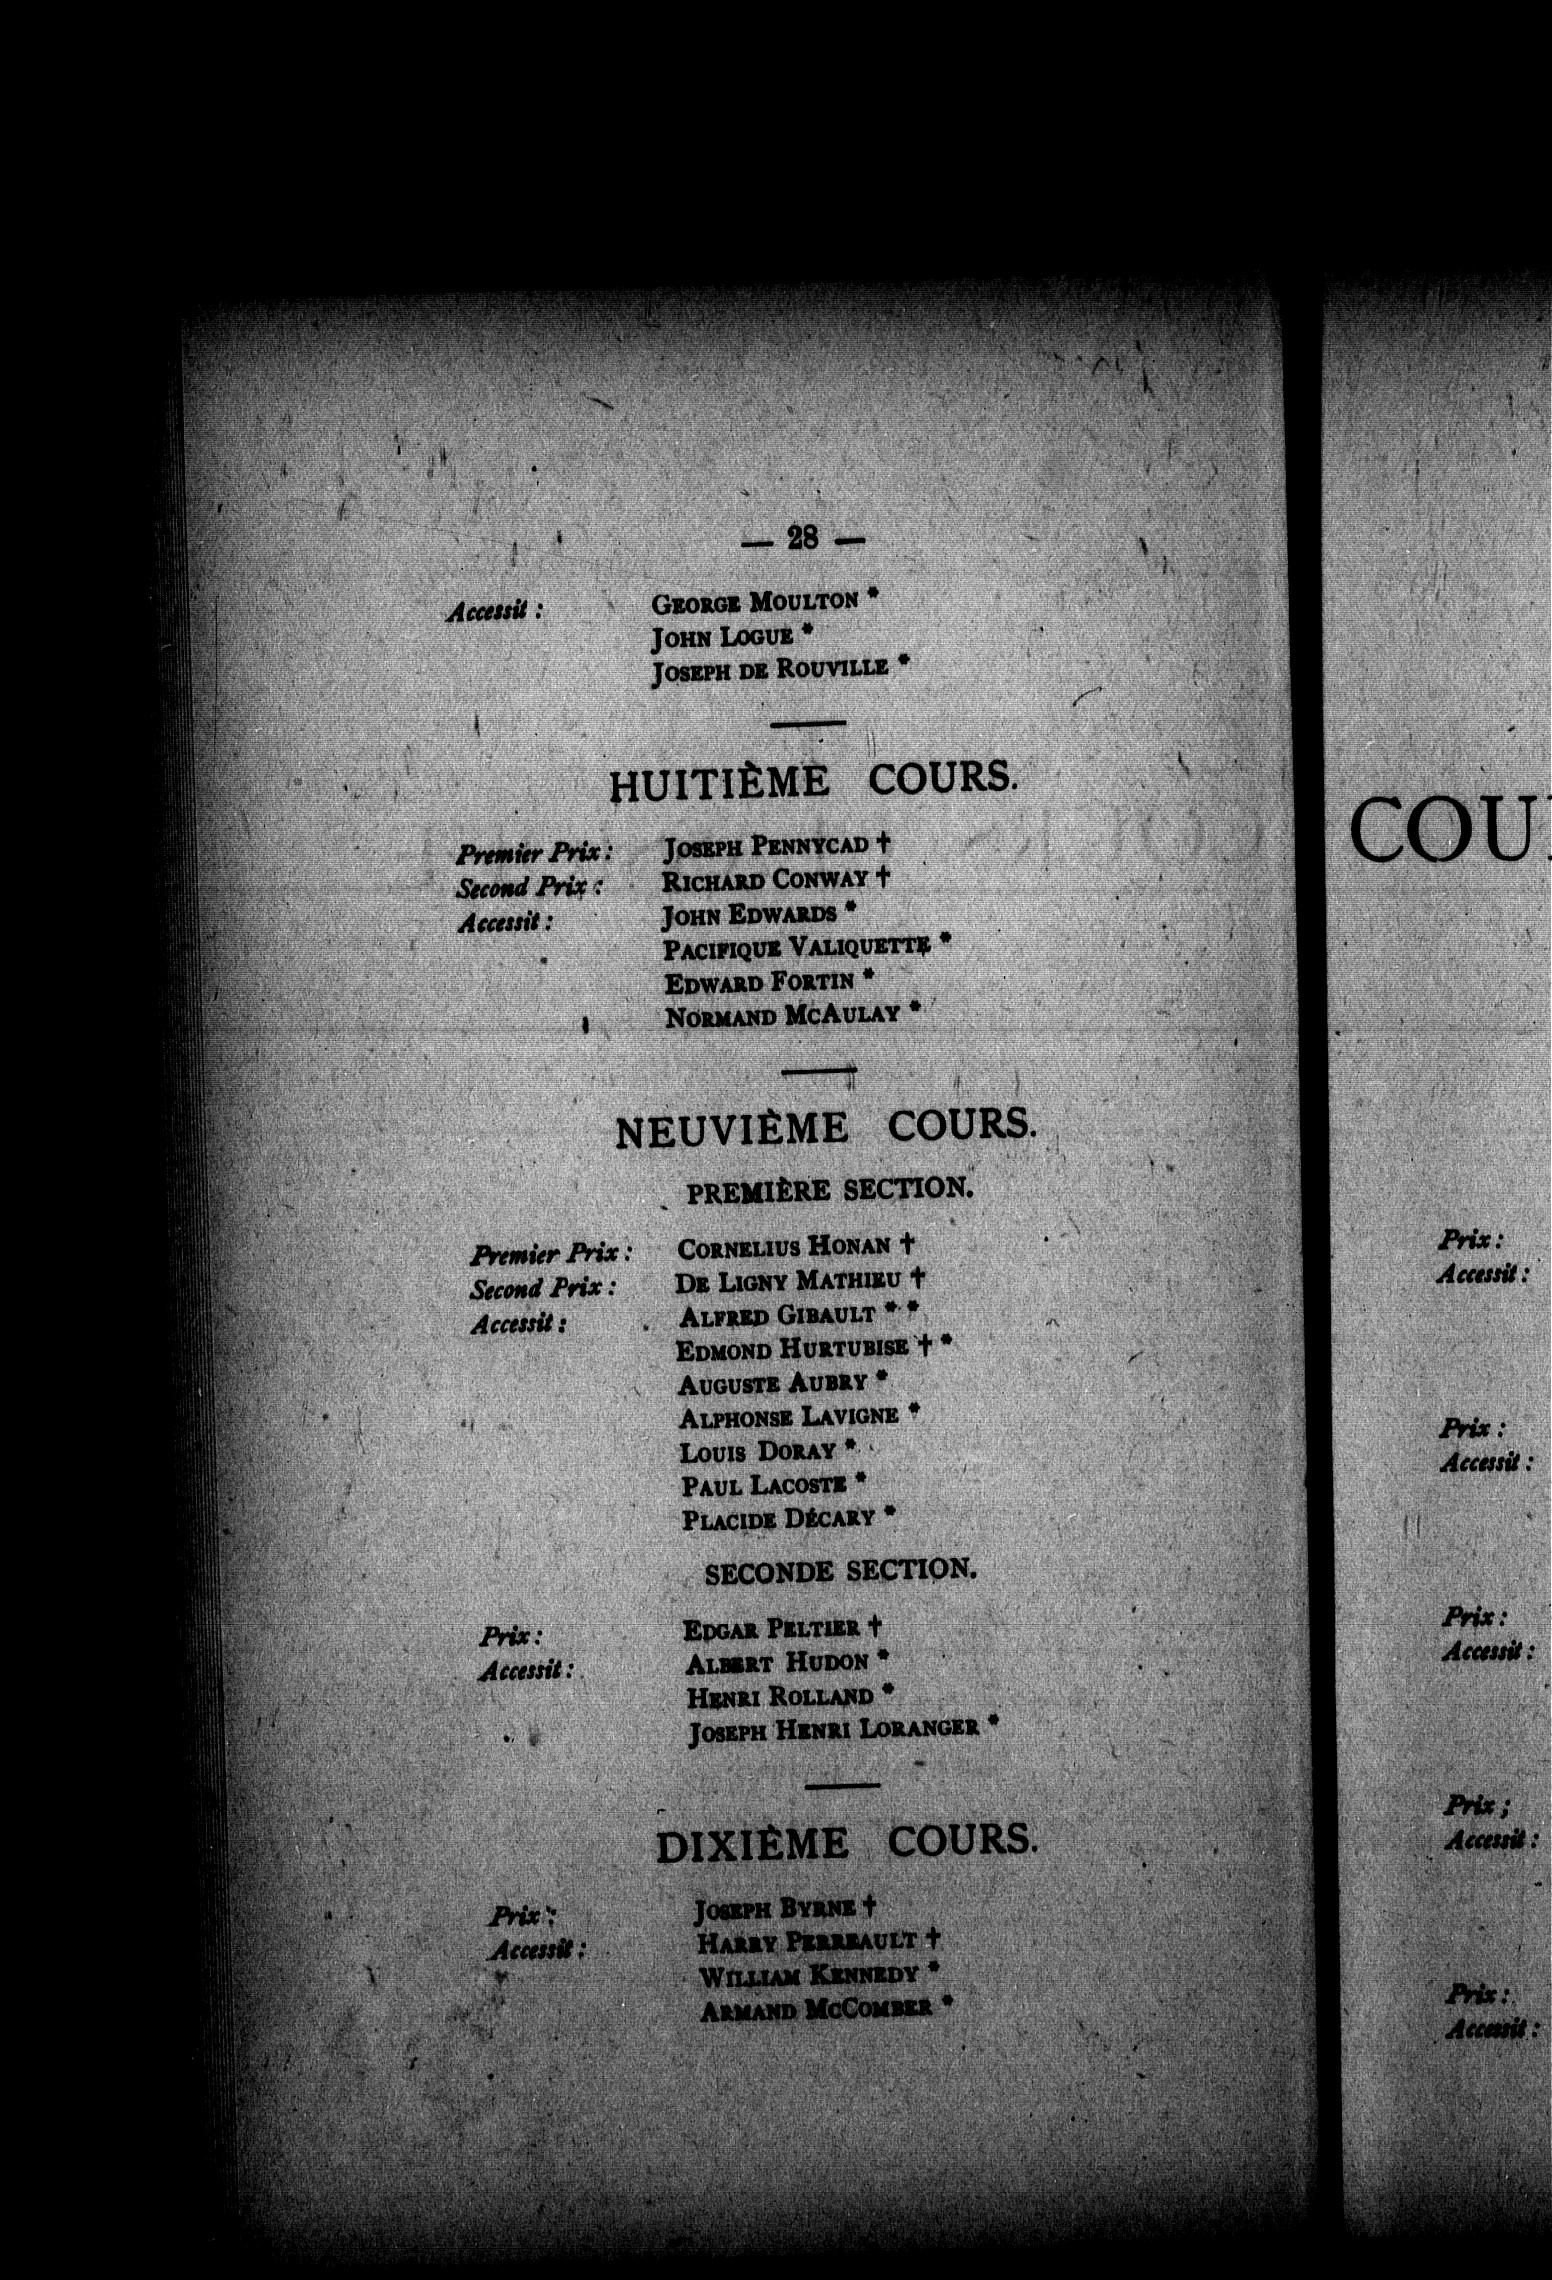 — 28 —
Accessit : GEORGE MOULTON *
JOHN LOGUE *
JOSEPH DE ROUVILLE *
HUITIÈME COURS.
Premier Prix : JOSEPH PENNYCAD †
Second Prix : RICHARD CONWAY †
Accessit : JOHN EDWARDS *
PACIFIQUE VALIQUETTE *
EDWARD FORTIN *
NORMAND MCAULAY *
NEUVIÈME COURS.
PREMIÈRE SECTION.
Premier Prix : CORNELIUS HONAN †
Second Prix : DE LIGNY MATHIEU †
Accessit : ALFRED GIBAULT * *
EDMOND HURTUBISE † *
AUGUSTE AUBRY *
ALPHONSE LAVIGNE *
LOUIS DORAY *
PAUL LACOSTE *
PLACIDE DÉCARY *
SECONDE SECTION.
Prix : EDGAR PELTIER †
Accessit : ALBERT HUDON *
HENRI ROLLAND *
JOSEPH HENRI LORANGER *
DIXIÈME COURS.
Prix : JOSEPH BYRNE †
Accessit : HARRY PERREAULT †
WILLIAM KENNEDY *
ARMAND MCCOMBER *
COU
Prix :
Accessit :
Prix :
Accessit :
Prix :
Accessit :
Prix ;
Accessit :
Prix :
Accessit :